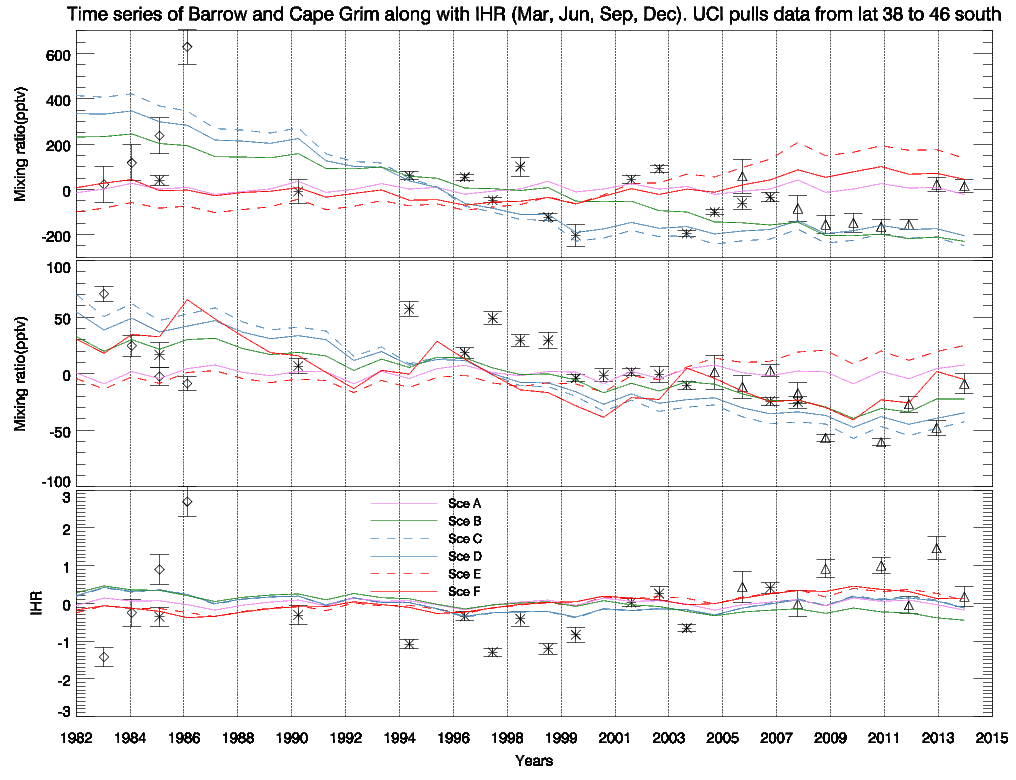 Time series of Barrow and Cape Grim along with IHR (Mar, Jun, Sep, Dec). UCI pulls data from lat 38 to 46 south
Mixing ratio(pptv)
600
400
200
0
-200
Mixing ratio(pptv)
100
50
0
-50
-100
IHR
3
2
1
0
-1
-2
-3
Sce A
Sce B
Sce C
Sce D
Sce E
Sce F
1982 1984 1986 1988 1990 1992 1994 1996 1998 1999 2001 2003 2005 2007 2009 2011 2013 2015
Years